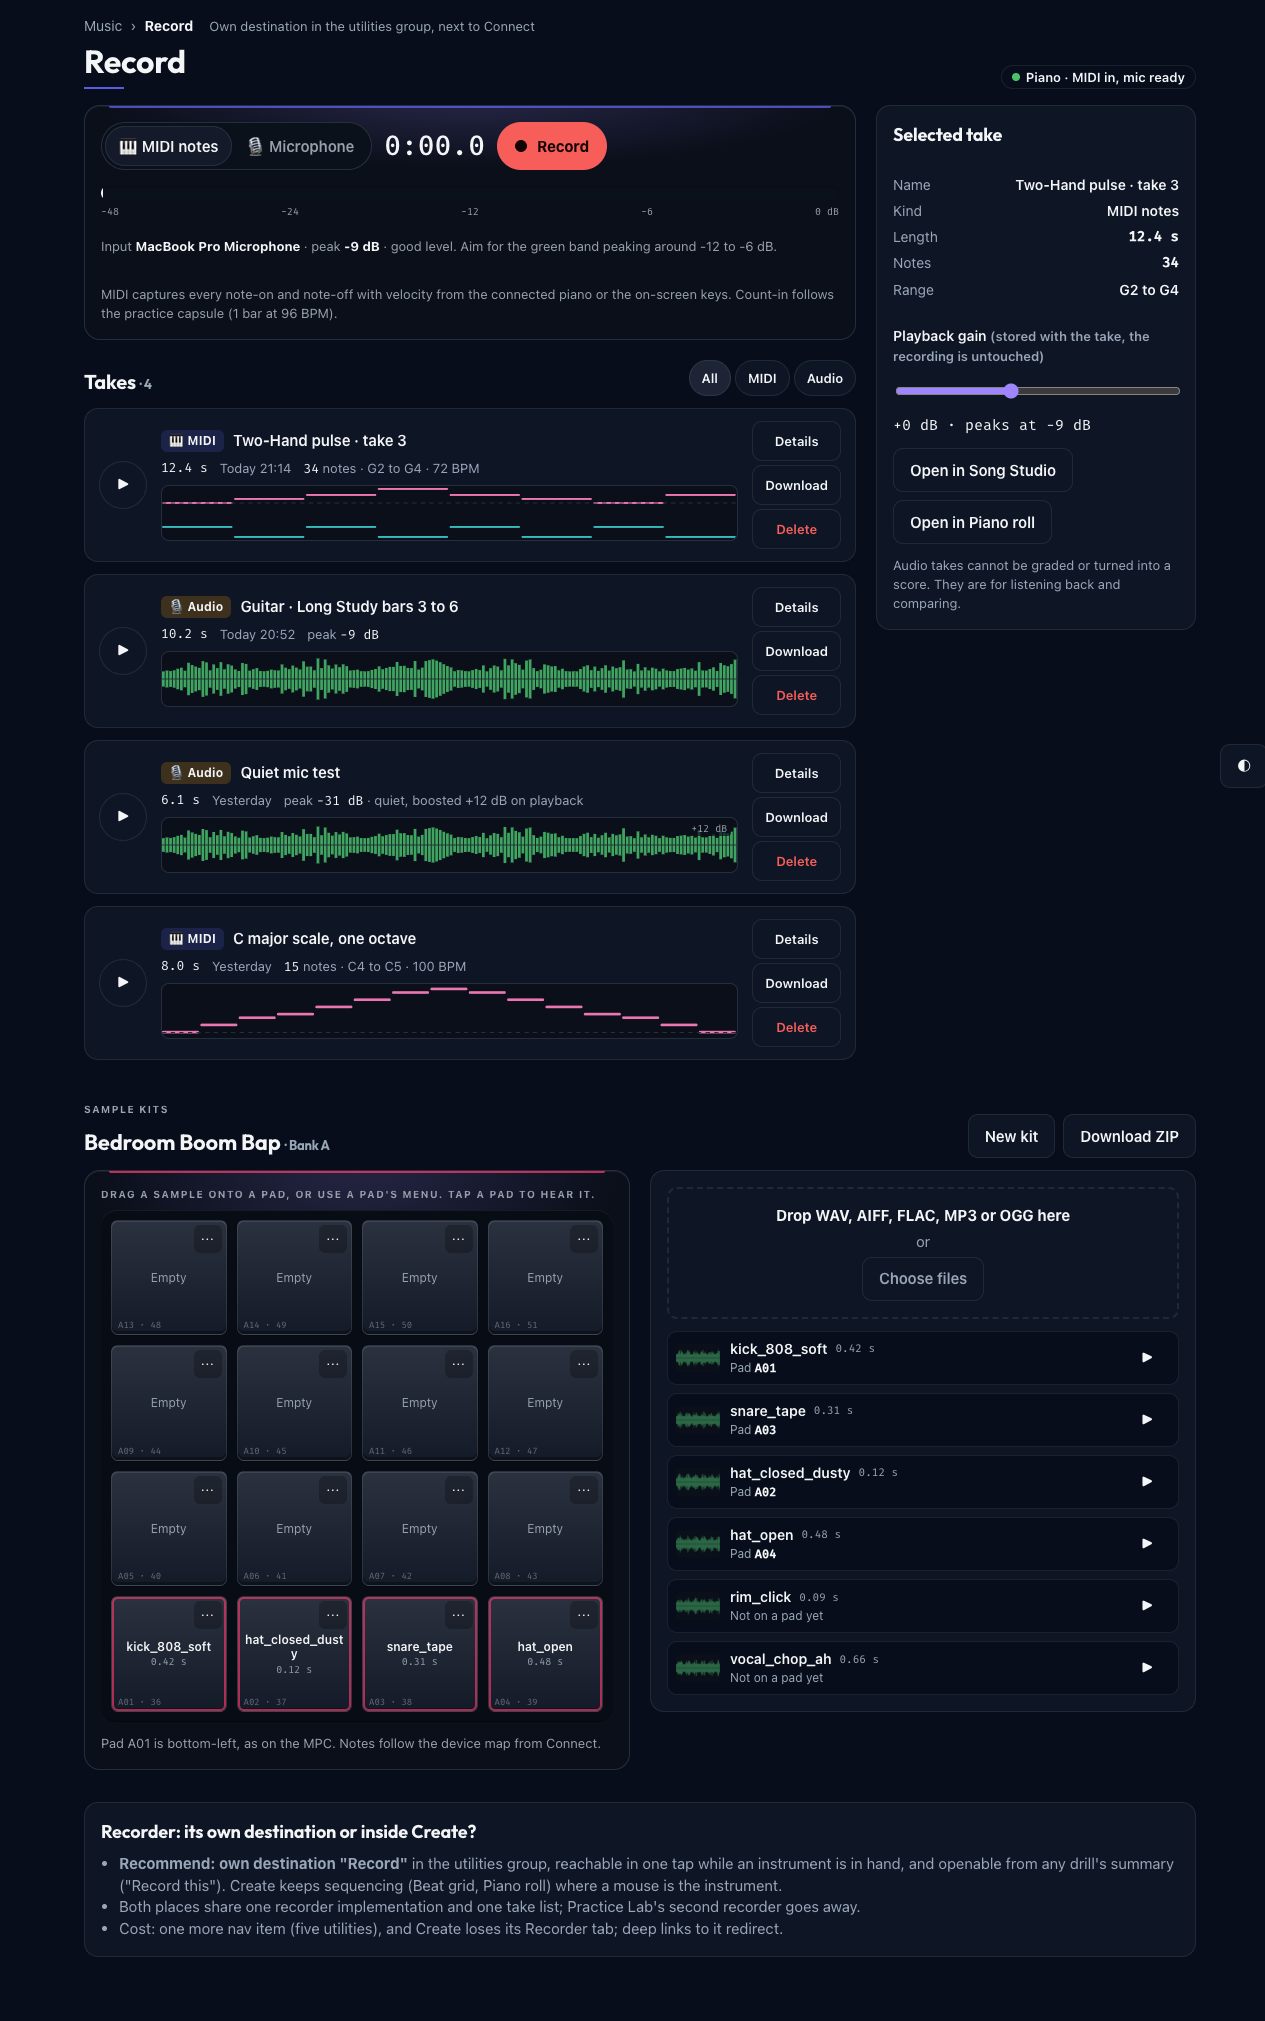 Music › Record Own destination in the utilities group, next to Connect
Record
Piano · MIDI in, mic ready
MIDI notes Microphone 0:00.0 Record
-48 -24 -12 -6 0 dB
Input MacBook Pro Microphone · peak -9 dB · good level. Aim for the green band peaking around -12 to -6 dB.
MIDI captures every note-on and note-off with velocity from the connected piano or the on-screen keys. Count-in follows
the practice capsule (1 bar at 96 BPM).
Selected take
Name Two-Hand pulse · take 3
Kind MIDI notes
Length 12.4 s
Notes 34
Range G2 to G4
Playback gain (stored with the take, the
recording is untouched)
+0 dB · peaks at -9 dB
Open in Song Studio
Open in Piano roll
Audio takes cannot be graded or turned into a
score. They are for listening back and
comparing.
Takes · 4
All MIDI Audio
MIDI Two-Hand pulse · take 3
12.4 s Today 21:14 34 notes · G2 to G4 · 72 BPM
Details
Download
Delete
Audio Guitar · Long Study bars 3 to 6
10.2 s Today 20:52 peak -9 dB
Details
Download
Delete
Audio Quiet mic test
6.1 s Yesterday peak -31 dB · quiet, boosted +12 dB on playback
+12 dB
Details
Download
Delete
MIDI C major scale, one octave
8.0 s Yesterday 15 notes · C4 to C5 · 100 BPM
Details
Download
Delete
SAMPLE KITS
Bedroom Boom Bap · Bank A
New kit Download ZIP
DRAG A SAMPLE ONTO A PAD, OR USE A PAD'S MENU. TAP A PAD TO HEAR IT.
... ... ... ...
Empty Empty Empty Empty
A13 · 48 A14 · 49 A15 · 50 A16 · 51
... ... ... ...
Empty Empty Empty Empty
A09 · 44 A10 · 45 A11 · 46 A12 · 47
... ... ... ...
Empty Empty Empty Empty
A05 · 40 A06 · 41 A07 · 42 A08 · 43
... ... ... ...
kick_808_soft hat_closed_dust snare_tape hat_open
y
0.42 s 0.12 s 0.31 s 0.48 s
A01 · 36 A02 · 37 A03 · 38 A04 · 39
Pad A01 is bottom-left, as on the MPC. Notes follow the device map from Connect.
Drop WAV, AIFF, FLAC, MP3 or OGG here
or
Choose files
kick_808_soft 0.42 s
Pad A01
snare_tape 0.31 s
Pad A03
hat_closed_dusty 0.12 s
Pad A02
hat_open 0.48 s
Pad A04
rim_click 0.09 s
Not on a pad yet
vocal_chop_ah 0.66 s
Not on a pad yet
Recorder: its own destination or inside Create?
• Recommend: own destination "Record" in the utilities group, reachable in one tap while an instrument is in hand, and openable from any drill's summary
("Record this"). Create keeps sequencing (Beat grid, Piano roll) where a mouse is the instrument.
• Both places share one recorder implementation and one take list; Practice Lab's second recorder goes away.
• Cost: one more nav item (five utilities), and Create loses its Recorder tab; deep links to it redirect.